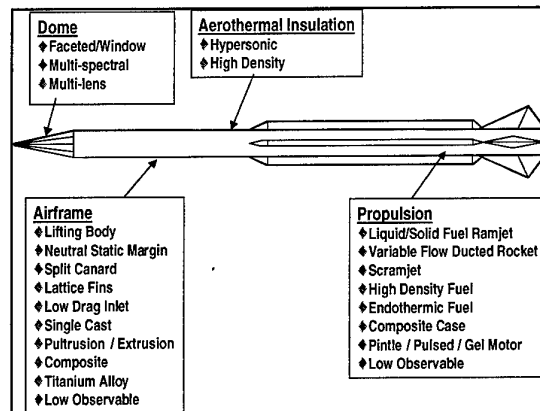 Dome
♦Faceted/Window
♦Multi-spectral
♦Multi-lens
Aerothermal Insulation
♦Hypersonic
♦High Density
Airframe
♦Lifting Body
♦Neutral Static Margin
♦Split Canard
♦Lattice Fins
♦Low Drag Inlet
♦Single Cast
♦Pultrusion / Extrusion
♦Composite
♦Titanium Alloy
♦Low Observable
Propulsion
♦Liquid/Solid Fuel Ramjet
♦Variable Flow Ducted Rocket
♦Scramjet
♦High Density Fuel
♦Endothermic Fuel
♦Composite Case
♦Pintle / Pulsed / Gel Motor
♦Low Observable